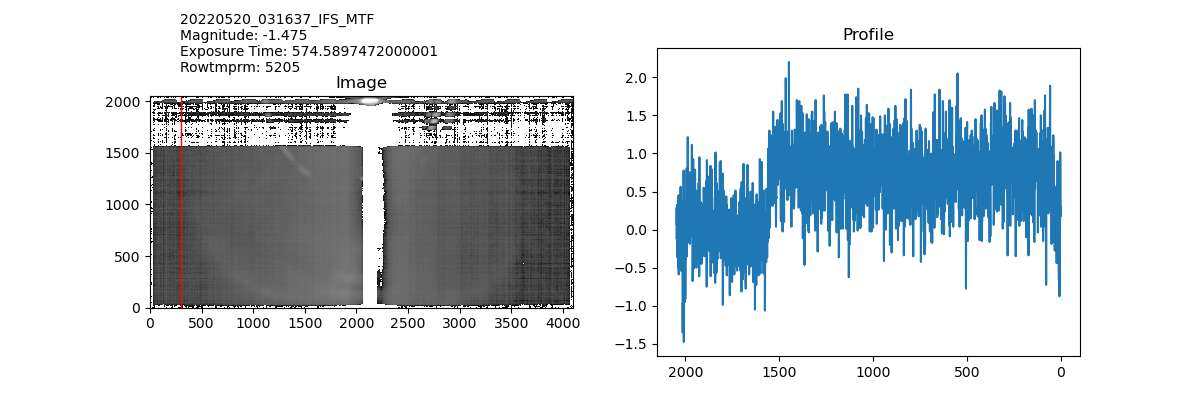 20220520_031637_IFS_MTF
Magnitude: -1.475
Exposure Time: 574.5897472000001
Rowtmprm: 5205
Image
2000
1500
1000
500
0
0 500 1000 1500 2000 2500 3000 3500 4000
Profile
2.0
1.5
1.0
0.5
0.0
−0.5
−1.0
−1.5
2000 1500 1000 500 0